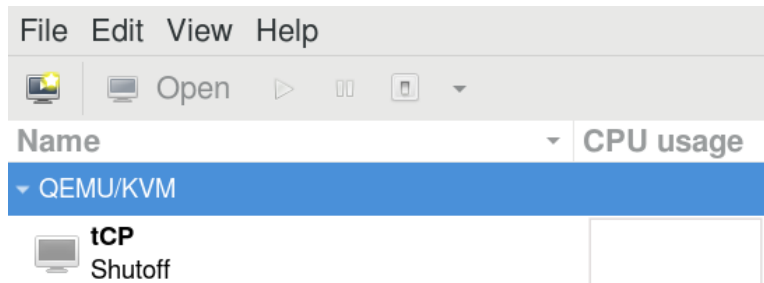 File Edit View Help
Open
Name CPU usage
QEMU/KVM
tCP
Shutoff